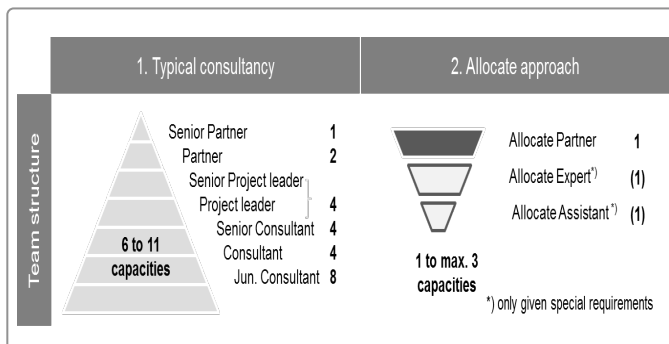 1. Typical consultancy
2. Allocate approach
Team structure
Senior Partner 1
Partner 2
Senior Project leader
Project leader 4
Senior Consultant 4
Consultant 4
Jun. Consultant 8
6 to 11
capacities
Allocate Partner 1
Allocate Expert*) (1)
Allocate Assistant *) (1)
1 to max. 3
capacities
*) only given special requirements